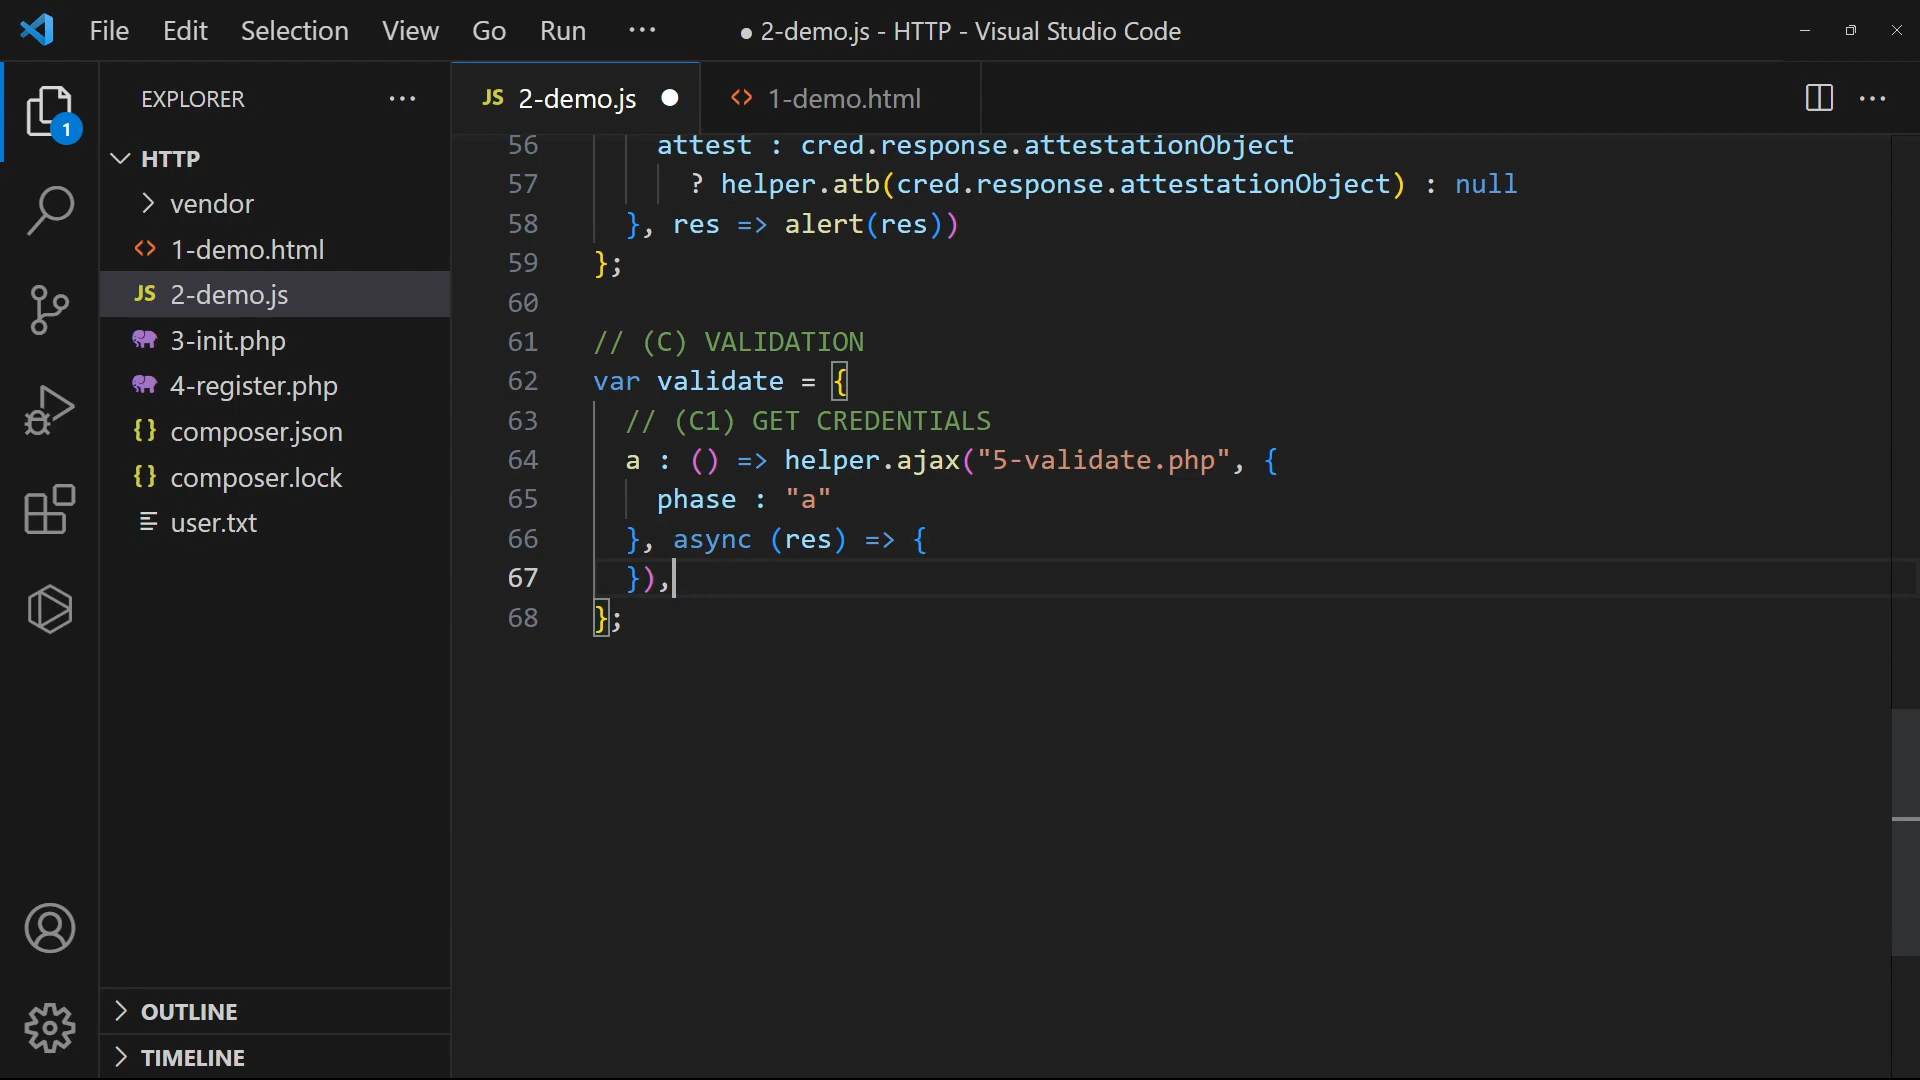 File Edit Selection View Go Run ··· ● 2-demo.js - HTTP - Visual Studio Code
EXPLORER ···
1
HTTP
vendor
<> 1-demo.html
JS 2-demo.js
3-init.php
4-register.php
{} composer.json
{} composer.lock
user.txt
OUTLINE
TIMELINE
JS 2-demo.js ● <> 1-demo.html ···
56 attest : cred.response.attestationObject
57 ? helper.atb(cred.response.attestationObject) : null
58 }, res => alert(res))
59 };
60
61 // (C) VALIDATION
62 var validate = {
63 // (C1) GET CREDENTIALS
64 a : () => helper.ajax("5-validate.php", {
65 phase : "a"
66 }, async (res) => {
67 }),
68 };